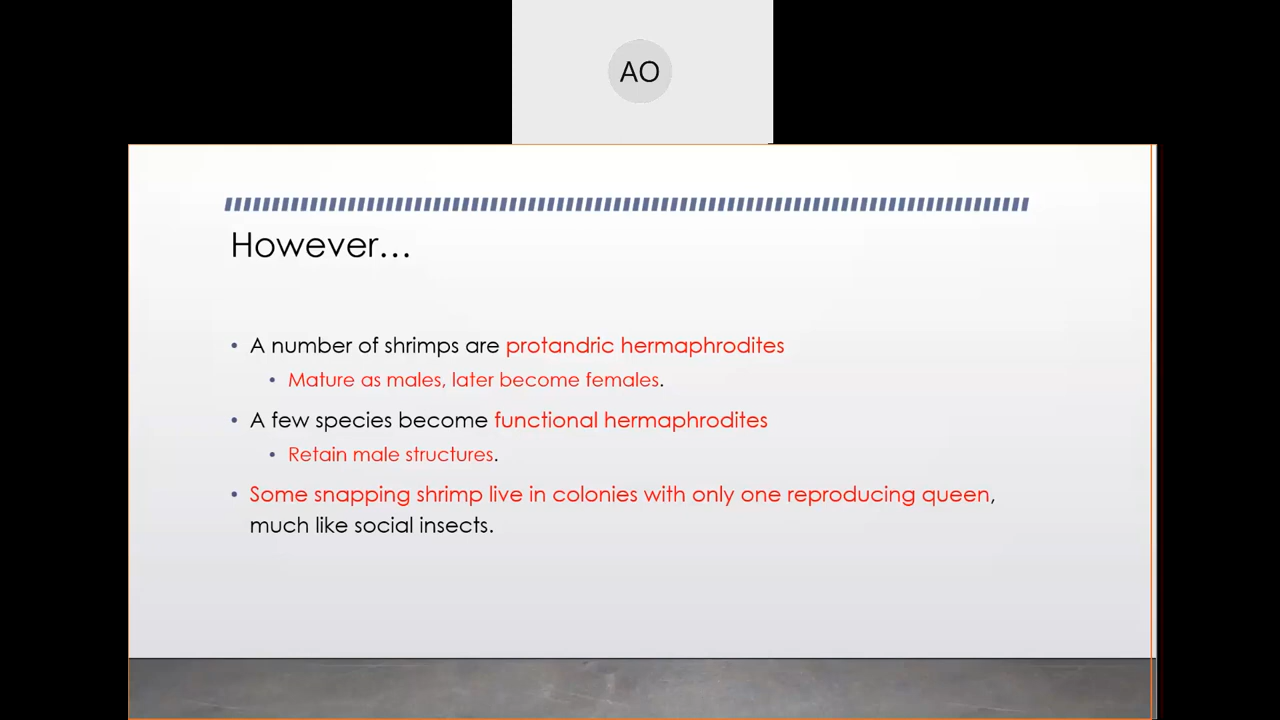 AO
However…
• A number of shrimps are protandric hermaphrodites
• Mature as males, later become females.
• A few species become functional hermaphrodites
• Retain male structures.
• Some snapping shrimp live in colonies with only one reproducing queen,
much like social insects.